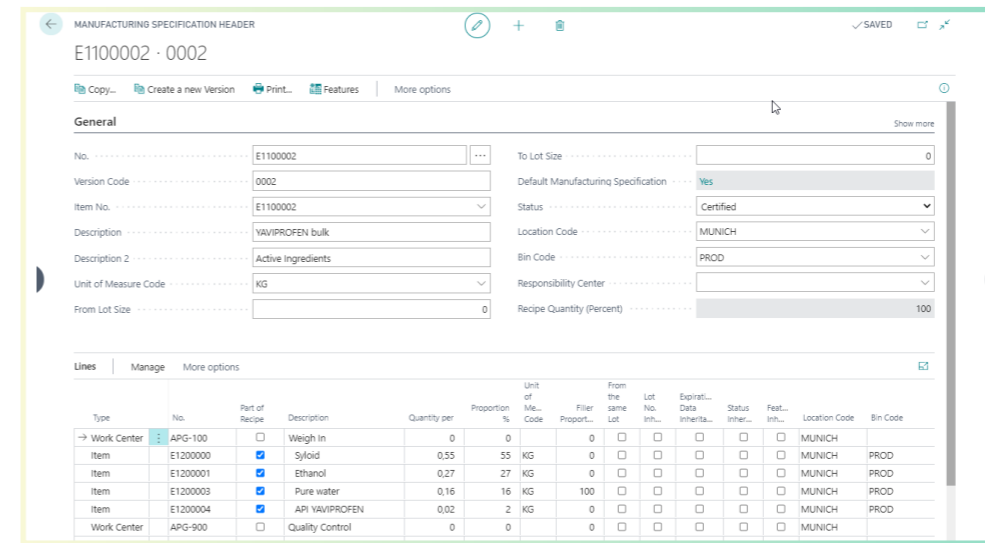 MANUFACTURING SPECIFICATION HEADER
SAVED
E1100002 · 0002
Copy... Create a new Version Print... Features More options
General Show more
No. E1100002 ... To Lot Size 0
Version Code 0002 Default Manufacturing Specification Yes
Item No. E1100002 Status Certified
Description YAVIPROFEN bulk Location Code MUNICH
Description 2 Active Ingredients Bin Code PROD
Unit of Measure Code KG Responsibility Center
From Lot Size 0 Recipe Quantity (Percent) 100
Lines Manage More options
Type No. Part of Recipe Description Quantity per Proportion % Unit of Me... Code Filler Proport... From the same Lot Lot No. Inh... Expirati... Data Inherita... Status Inher... Feat... Inh... Location Code Bin Code
Work Center APG-100 Weigh In 0 0 0 MUNICH
Item E1200000 Syloid 0,55 55 KG 0 MUNICH PROD
Item E1200001 Ethanol 0,27 27 KG 0 MUNICH PROD
Item E1200003 Pure water 0,16 16 KG 100 MUNICH PROD
Item E1200004 API YAVIPROFEN 0,02 2 KG 0 MUNICH PROD
Work Center APG-900 Quality Control 0 0 0 MUNICH